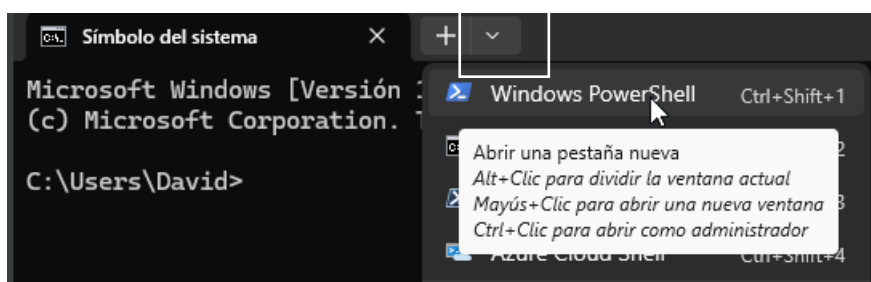 Símbolo del sistema
Microsoft Windows [Versión
(c) Microsoft Corporation.
C:\Users\David>
Windows PowerShell Ctrl+Shift+1
2
Abrir una pestaña nueva
Alt+Clic para dividir la ventana actual
Mayús+Clic para abrir una nueva ventana
3
Ctrl+Clic para abrir como administrador
Azure Cloud Shell Ctrl+Shift+4